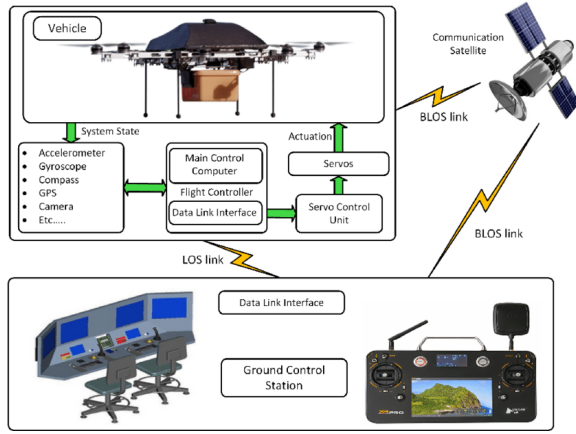 Vehicle
Communication
Satellite
BLOS link
System State
Actuation
• Accelerometer
• Gyroscope
• Compass
• GPS
• Camera
• Etc.....
Main Control
Computer
Flight Controller
Data Link Interface
Servos
Servo Control
Unit
BLOS link
LOS link
Data Link Interface
Ground Control
Station
PRO